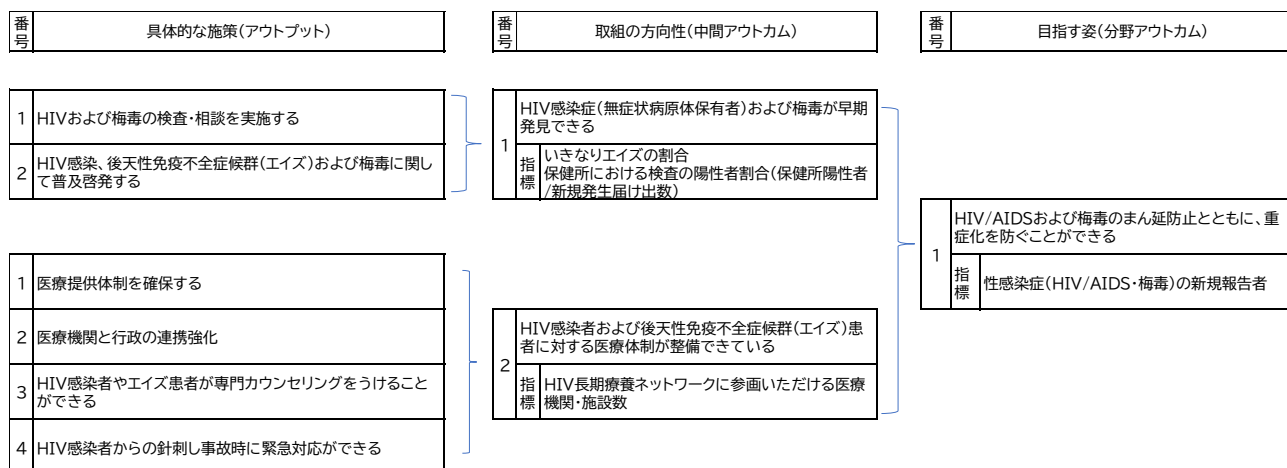 番号
具体的な施策(アウトプット)
番号
取組の方向性(中間アウトカム)
番号
目指す姿(分野アウトカム)
1
HIVおよび梅毒の検査・相談を実施する
2
HIV感染、後天性免疫不全症候群(エイズ)および梅毒に関し
て普及啓発する
1
HIV感染症(無症状病原体保有者)および梅毒が早期
発見できる
指標
いきなりエイズの割合
保健所における検査の陽性者割合(保健所陽性者
/新規発生届け出数)
1
医療提供体制を確保する
2
医療機関と行政の連携強化
3
HIV感染者やエイズ患者が専門カウンセリングをうけること
ができる
4
HIV感染者からの針刺し事故時に緊急対応ができる
2
HIV感染者および後天性免疫不全症候群(エイズ)患
者に対する医療体制が整備できている
指標
HIV長期療養ネットワークに参画いただける医療
機関・施設数
1
HIV/AIDSおよび梅毒のまん延防止とともに、重
症化を防ぐことができる
指標
性感染症(HIV/AIDS・梅毒)の新規報告者